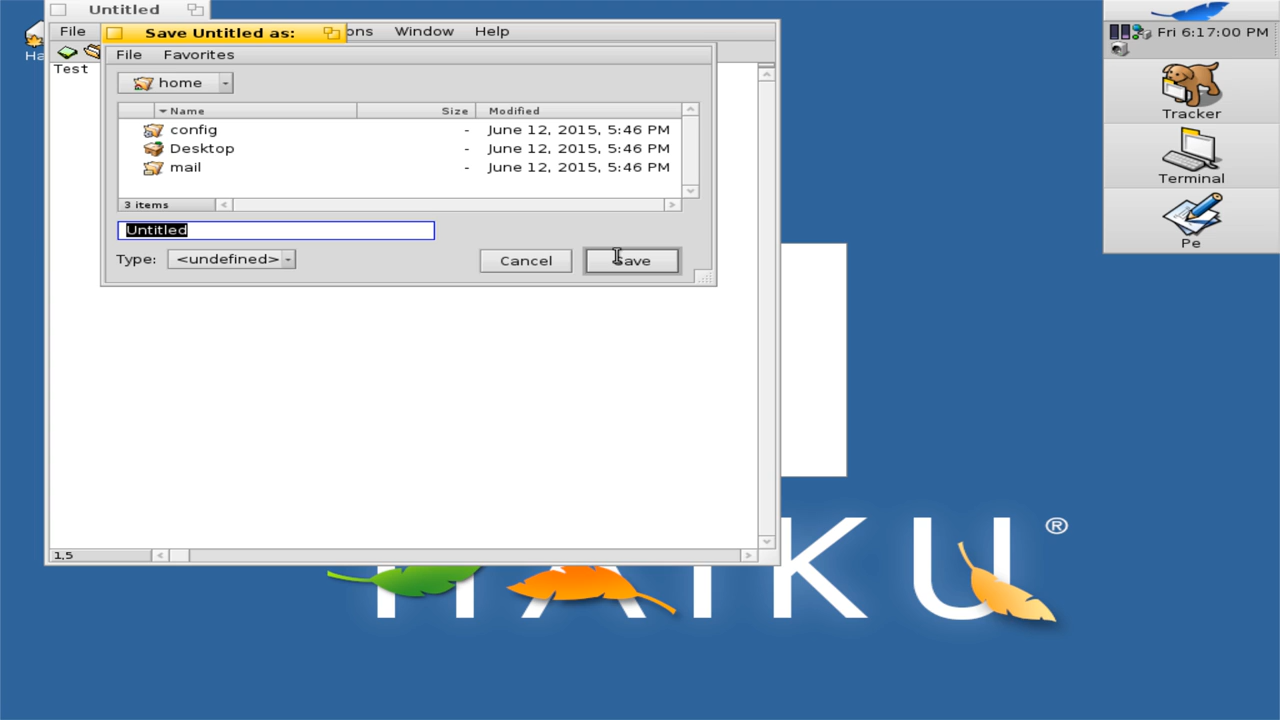 Untitled
File
ons
Window
Help
Save Untitled as:
File
Favorites
Test
home
Name Size Modified
config - June 12, 2015, 5:46 PM
Desktop - June 12, 2015, 5:46 PM
mail - June 12, 2015, 5:46 PM
3 items
Untitled
Type: <undefined>
Cancel
Save
1,5
Ha
Fri 6:17:00 PM
Tracker
Terminal
Pe
HAIKU®